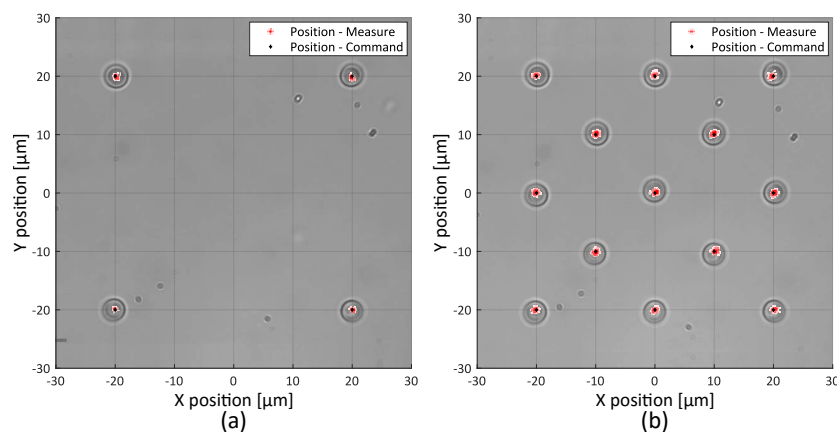 30
20
10
0
-10
-20
-30
-30
-20
-10
0
10
20
30
Y position [μm]
X position [μm]
Position - Measure
Position - Command
(a)
30
20
10
0
-10
-20
-30
-30
-20
-10
0
10
20
30
Y position [μm]
X position [μm]
Position - Measure
Position - Command
(b)